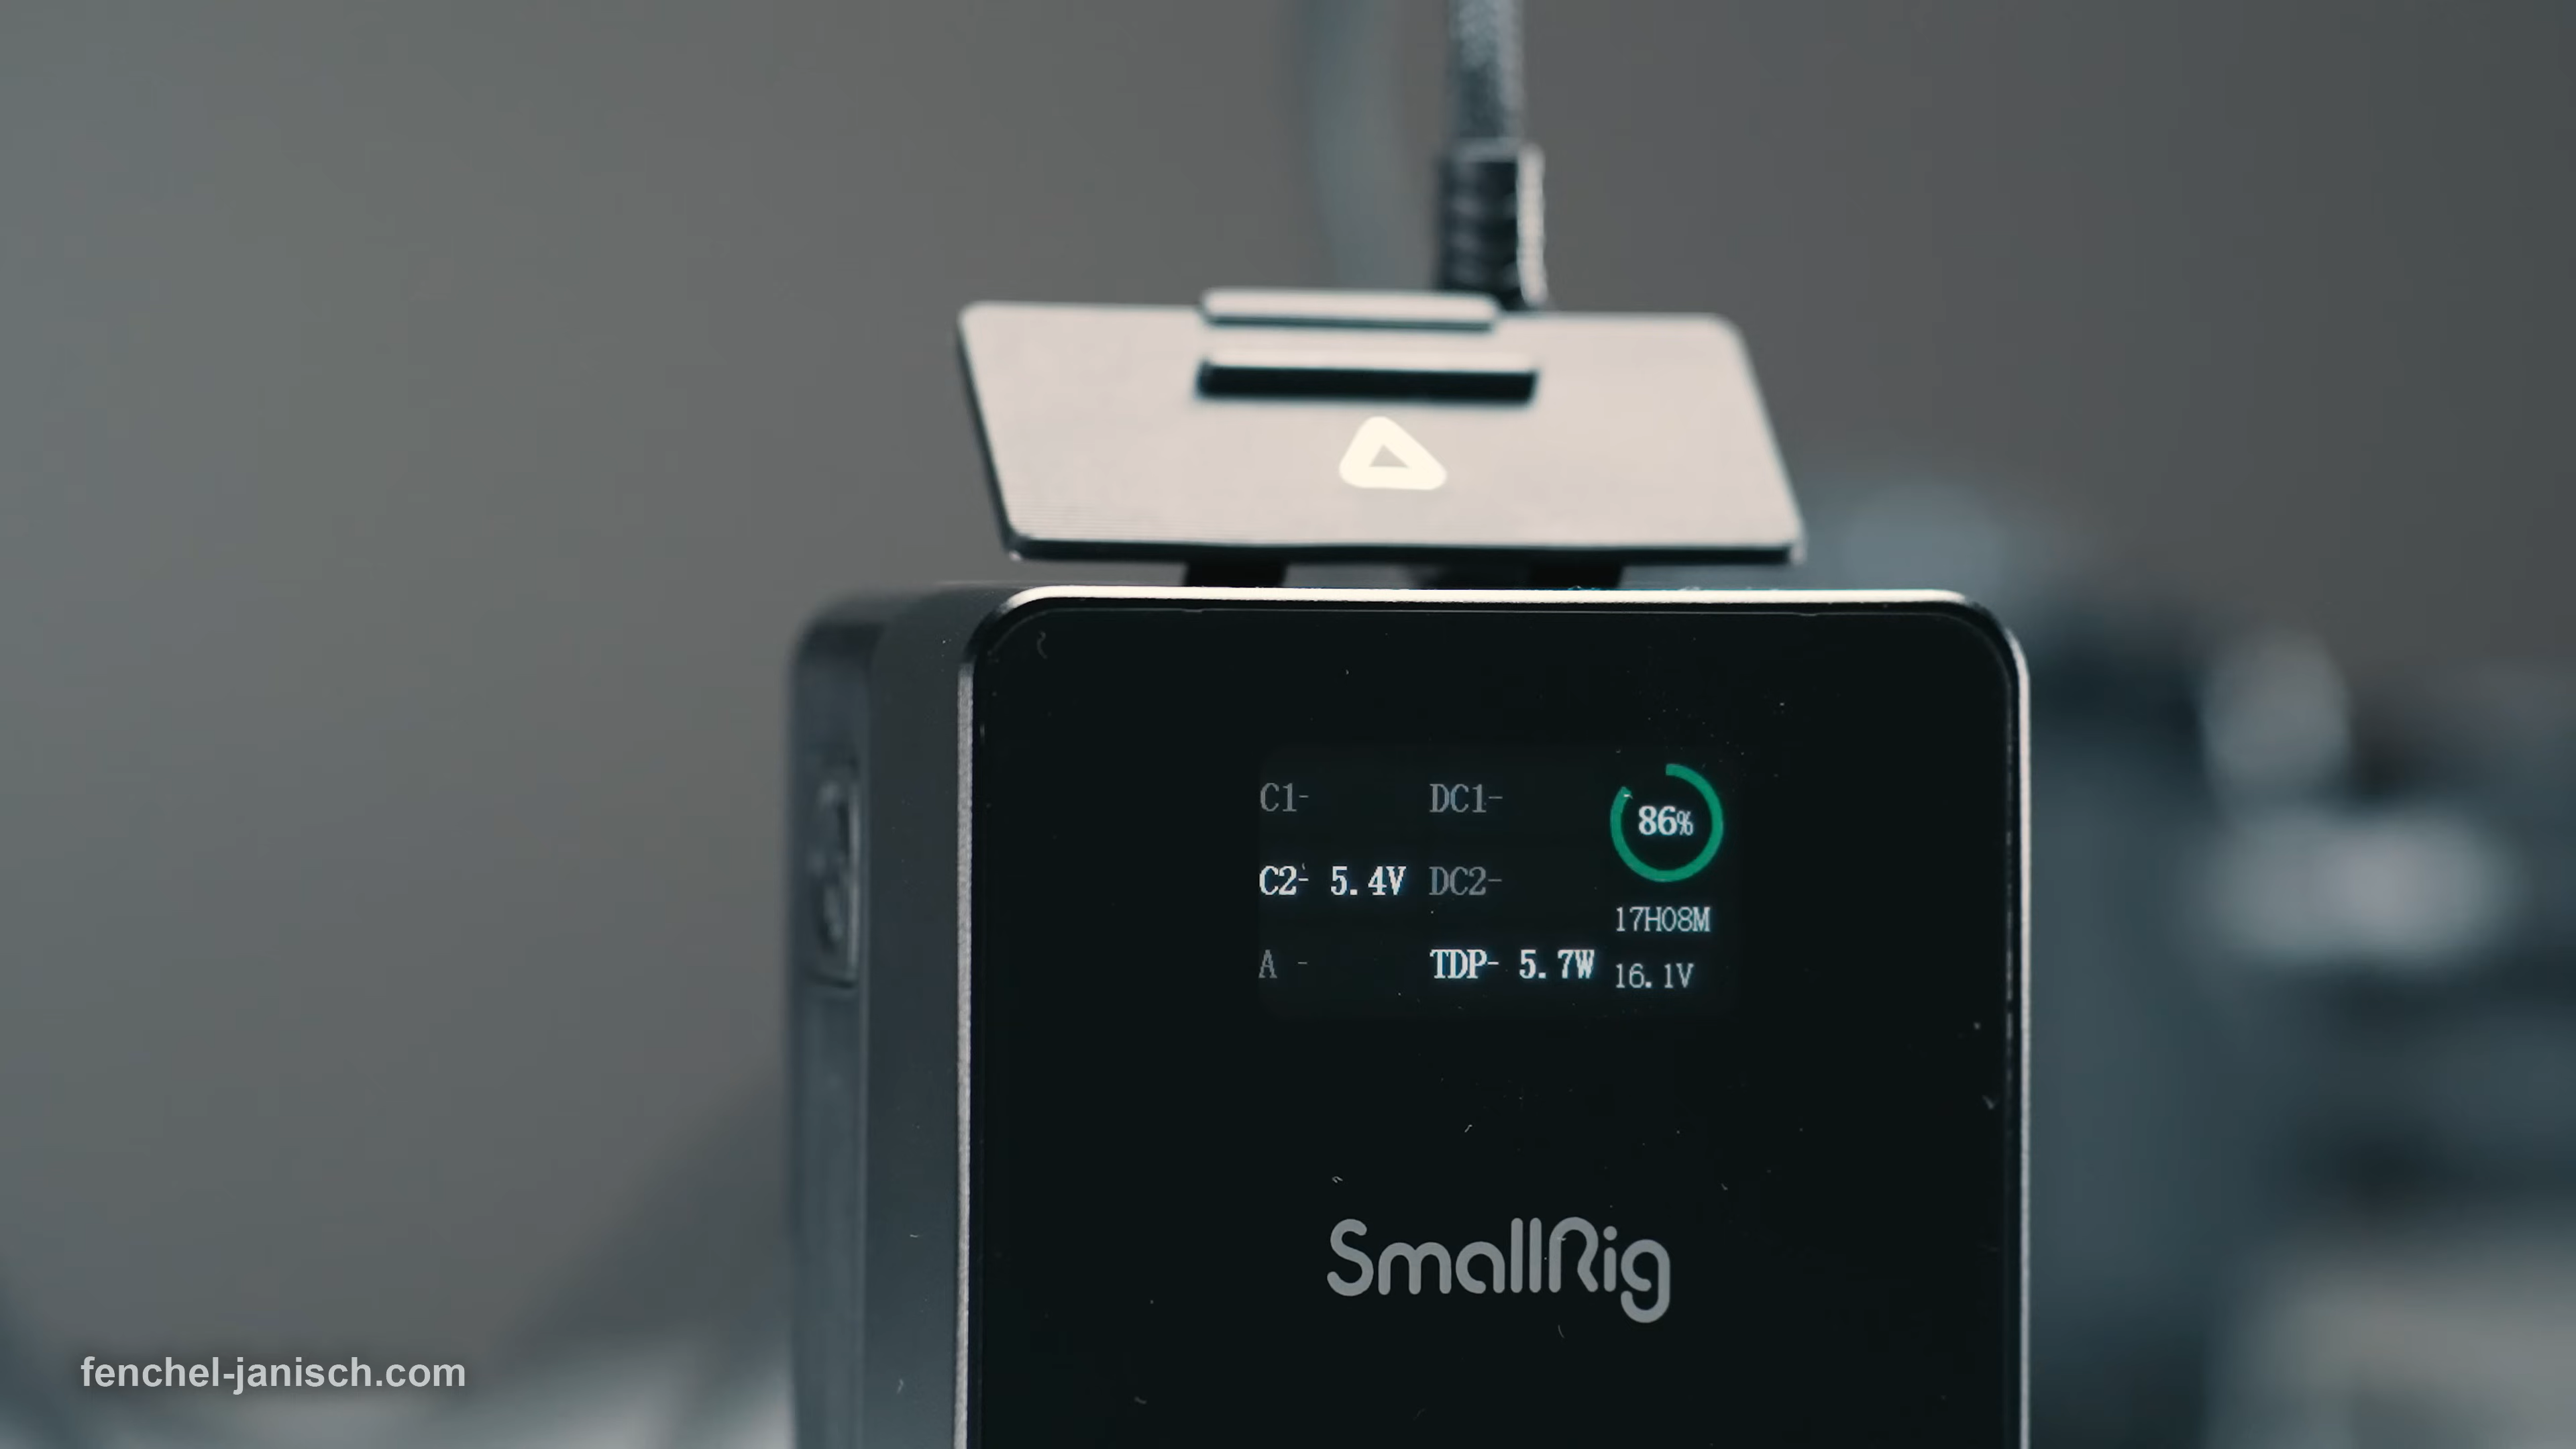 C1- DC1- 86%
C2- 5.4V DC2-
17H08M
A - TDP- 5.7W 16.1V
SmallRig
fenchel-janisch.com